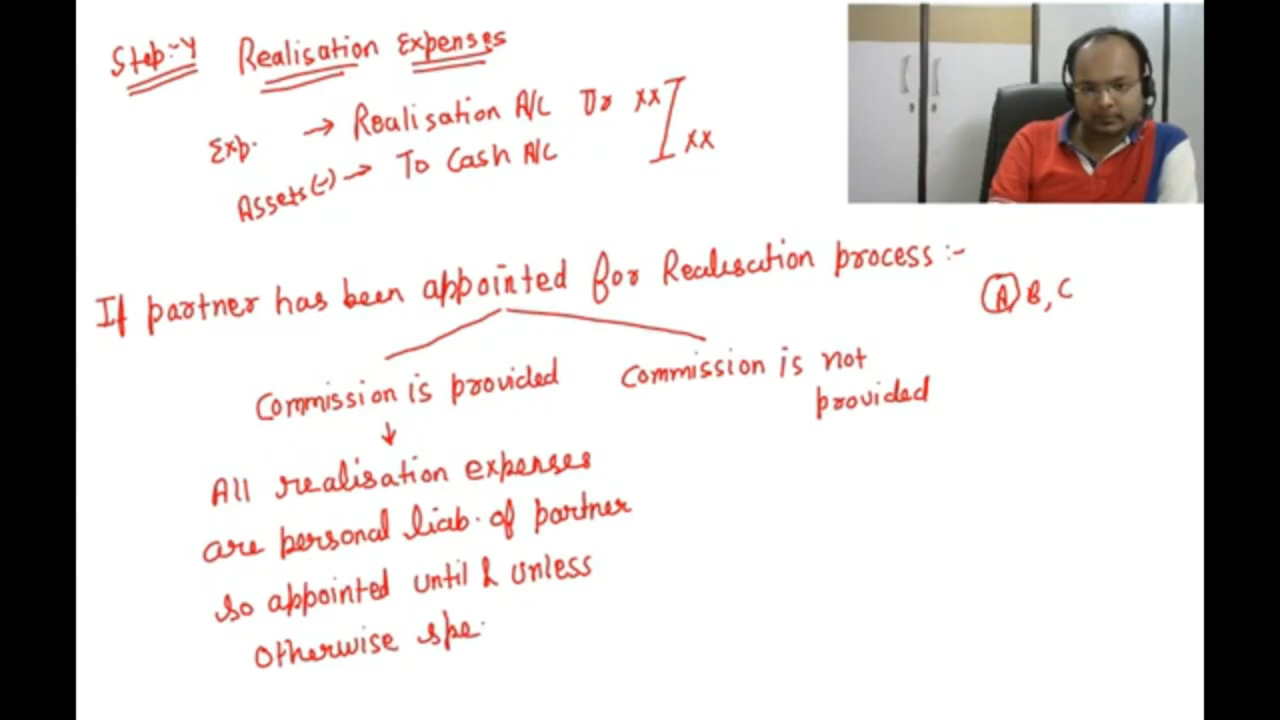 Step:-4 Realisation Expenses
Exp. → Realisation A/c Dr xx
Assets(-) → To Cash A/c xx
If partner has been appointed for Realisation process :-
(A) B, C
Commission is provided
Commission is not
provided
↓
All realisation expenses
are personal liab. of partner
so appointed until & unless
otherwise spe.